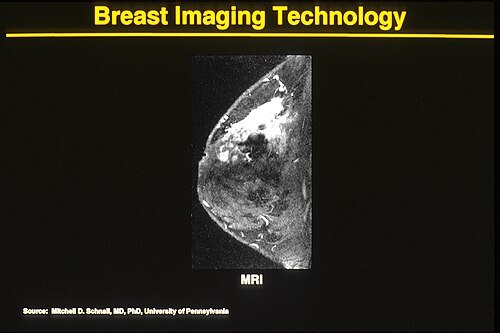 Breast Imaging Technology
MRI
Source: Mitchell D. Schnall, MD, PhD, University of Pennsylvania